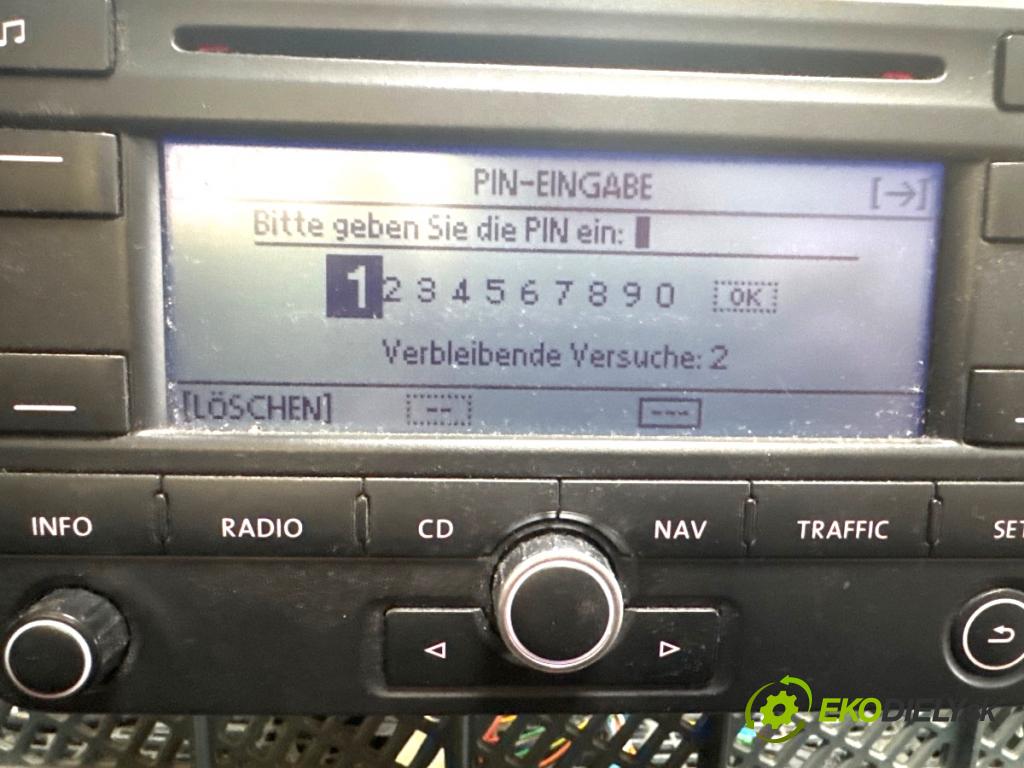 PIN-EINGABE
[→]
Bitte geben Sie die PIN ein:
1 2 3 4 5 6 7 8 9 0 OK
Verbleibende Versuche: 2
[LÖSCHEN] -- ---
INFO RADIO CD NAV TRAFFIC
EKODIELY.SK